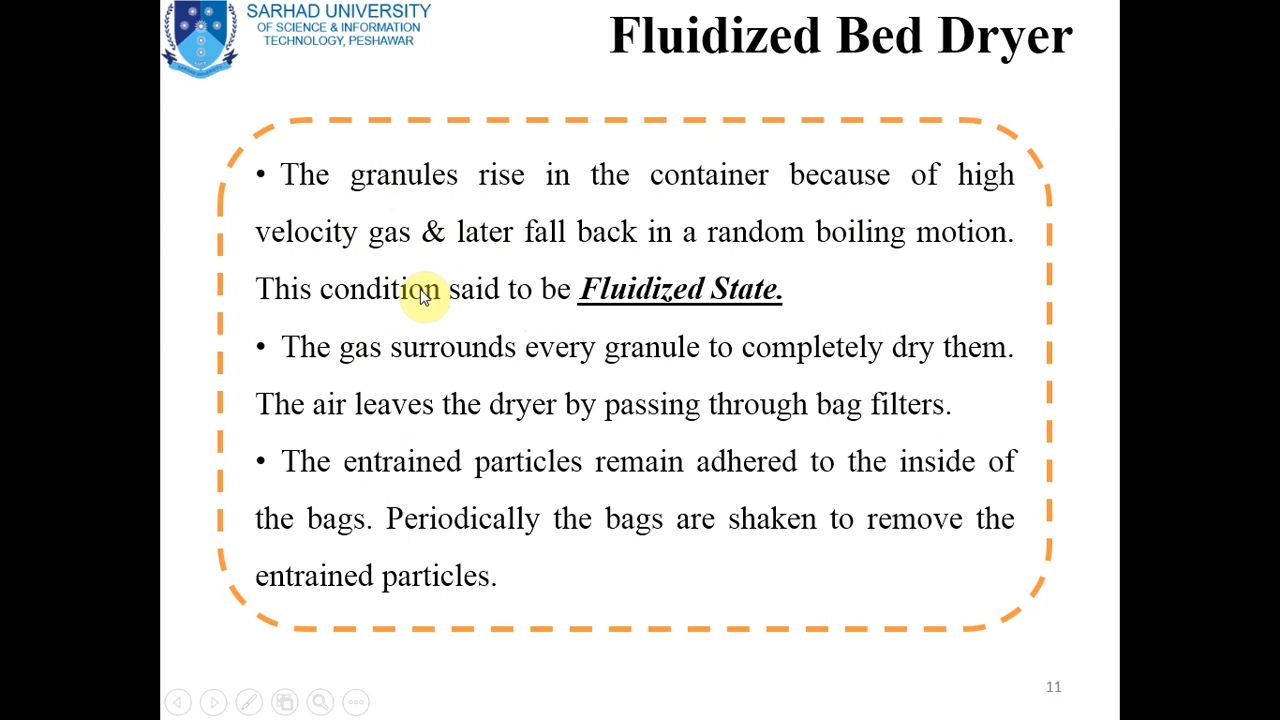 SARHAD UNIVERSITY
OF SCIENCE & INFORMATION
TECHNOLOGY, PESHAWAR
Fluidized Bed Dryer
• The granules rise in the container because of high
velocity gas & later fall back in a random boiling motion.
This condition said to be Fluidized State.
• The gas surrounds every granule to completely dry them.
The air leaves the dryer by passing through bag filters.
• The entrained particles remain adhered to the inside of
the bags. Periodically the bags are shaken to remove the
entrained particles.
11